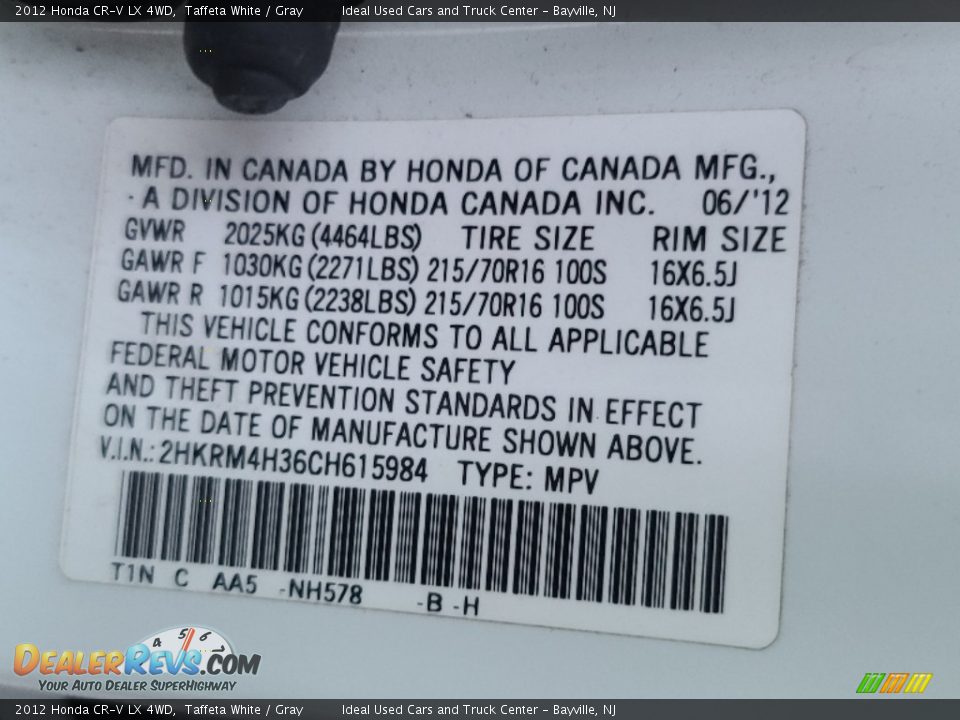 2012 Honda CR-V LX 4WD, Taffeta White / Gray Ideal Used Cars and Truck Center - Bayville, NJ
MFD. IN CANADA BY HONDA OF CANADA MFG.,
A DIVISION OF HONDA CANADA INC. 06/'12
GVWR 2025KG (4464LBS) TIRE SIZE RIM SIZE
GAWR F 1030KG (2271LBS) 215/70R16 100S 16X6.5J
GAWR R 1015KG (2238LBS) 215/70R16 100S 16X6.5J
THIS VEHICLE CONFORMS TO ALL APPLICABLE
FEDERAL MOTOR VEHICLE SAFETY
AND THEFT PREVENTION STANDARDS IN EFFECT
ON THE DATE OF MANUFACTURE SHOWN ABOVE.
V.I.N.: 2HKRM4H36CH615984 TYPE: MPV
T1N C AA5 -NH578 -B -H
4 5 6
DEALERREVS.COM
YOUR AUTO DEALER SUPERHIGHWAY
2012 Honda CR-V LX 4WD, Taffeta White / Gray Ideal Used Cars and Truck Center - Bayville, NJ